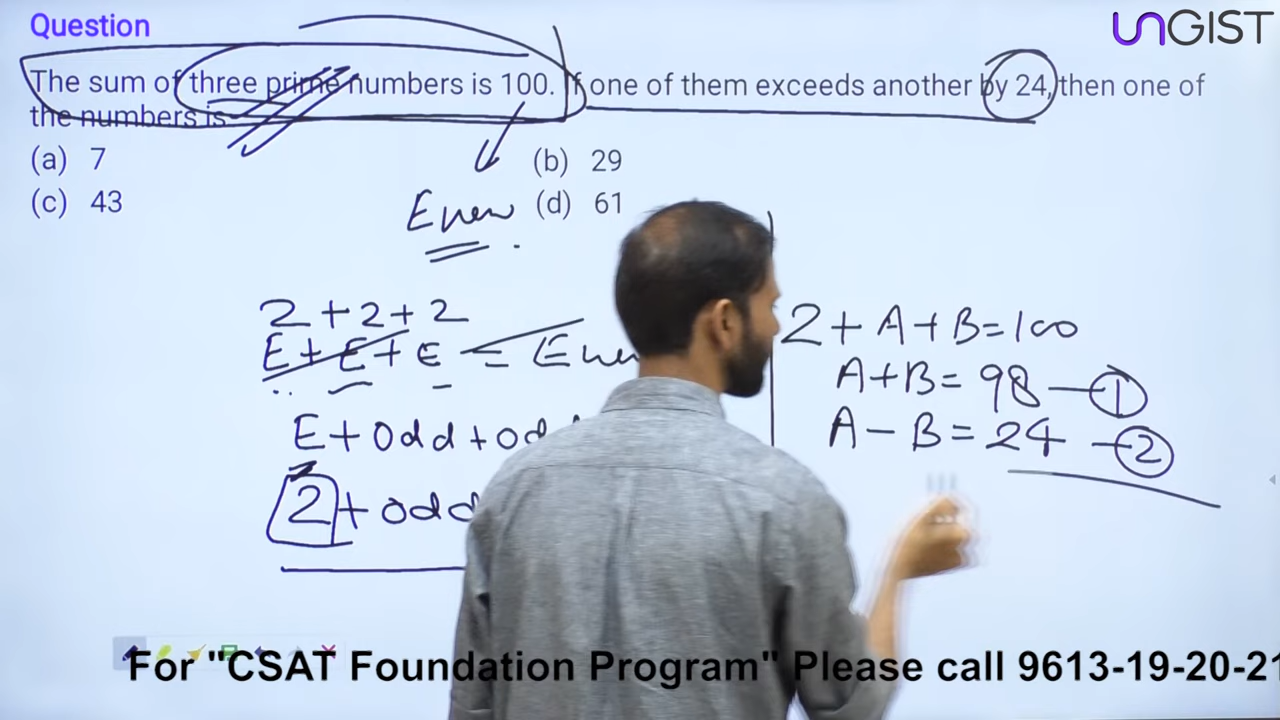 Question
UNGIST
The sum of three prime numbers is 100. If one of them exceeds another by 24, then one of
the numbers is
(a) 7
(b) 29
(c) 43
(d) 61
Even
2 + 2 + 2
E + E + E = Even
E + Odd + Od
2 + odd
2 + A + B = 100
A + B = 98 — 1
A - B = 24 — 2
For "CSAT Foundation Program" Please call 9613-19-20-21